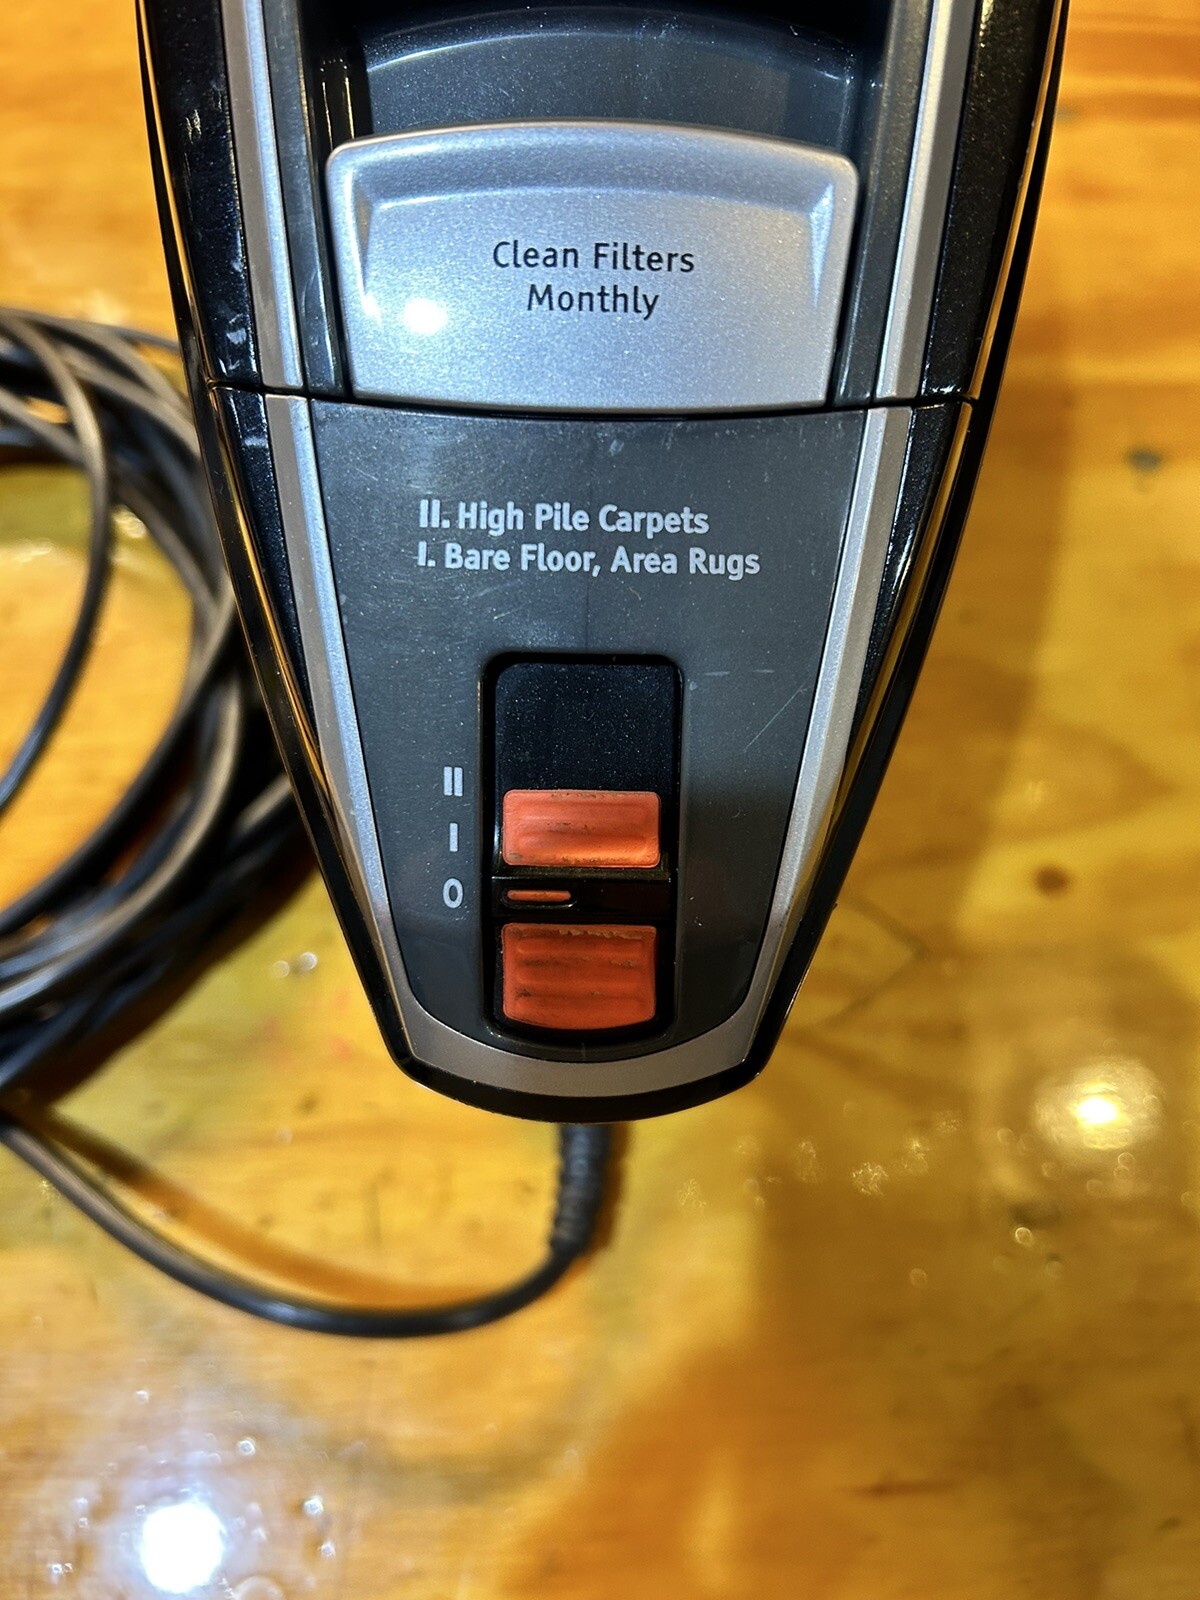 Clean Filters
Monthly
II. High Pile Carpets
I. Bare Floor, Area Rugs
II
I
0